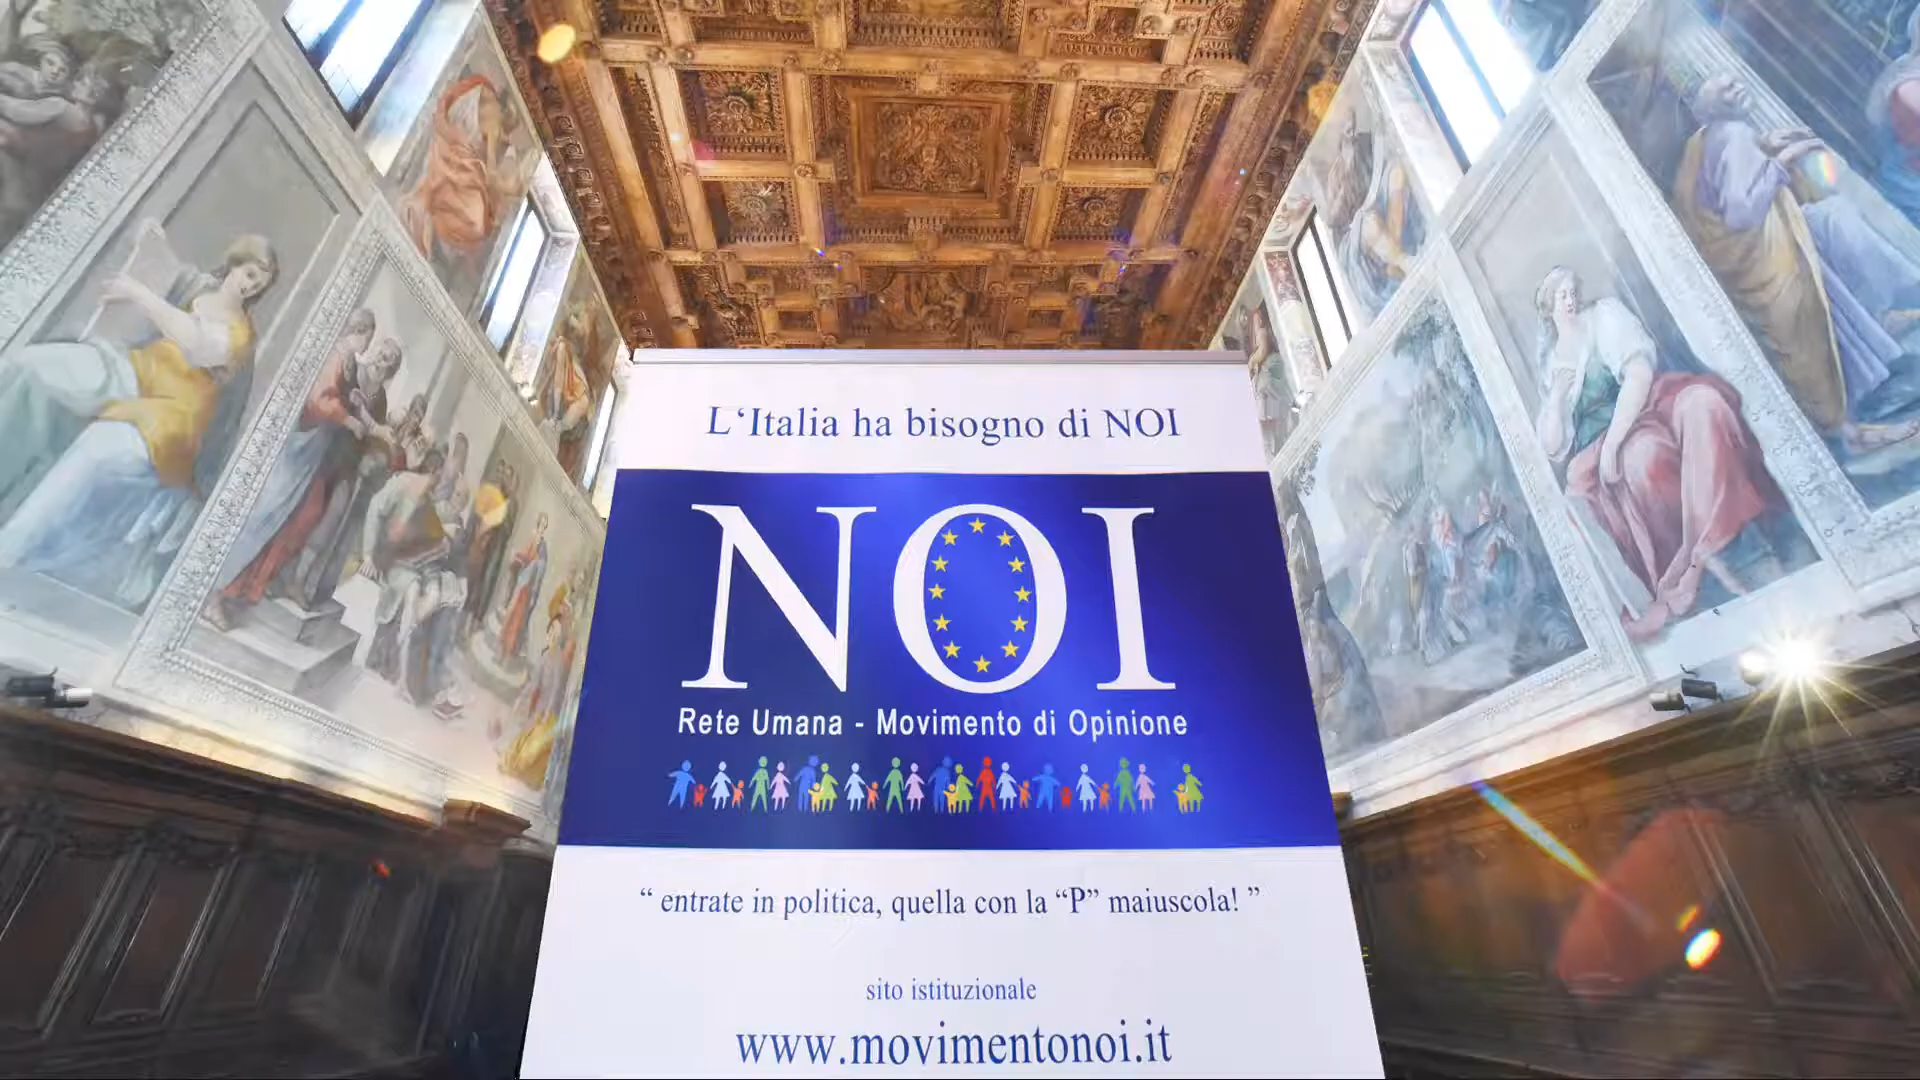 L‘Italia ha bisogno di NOI
NOI
Rete Umana - Movimento di Opinione
“ entrate in politica, quella con la “P” maiuscola! ”
sito istituzionale
www.movimentonoi.it